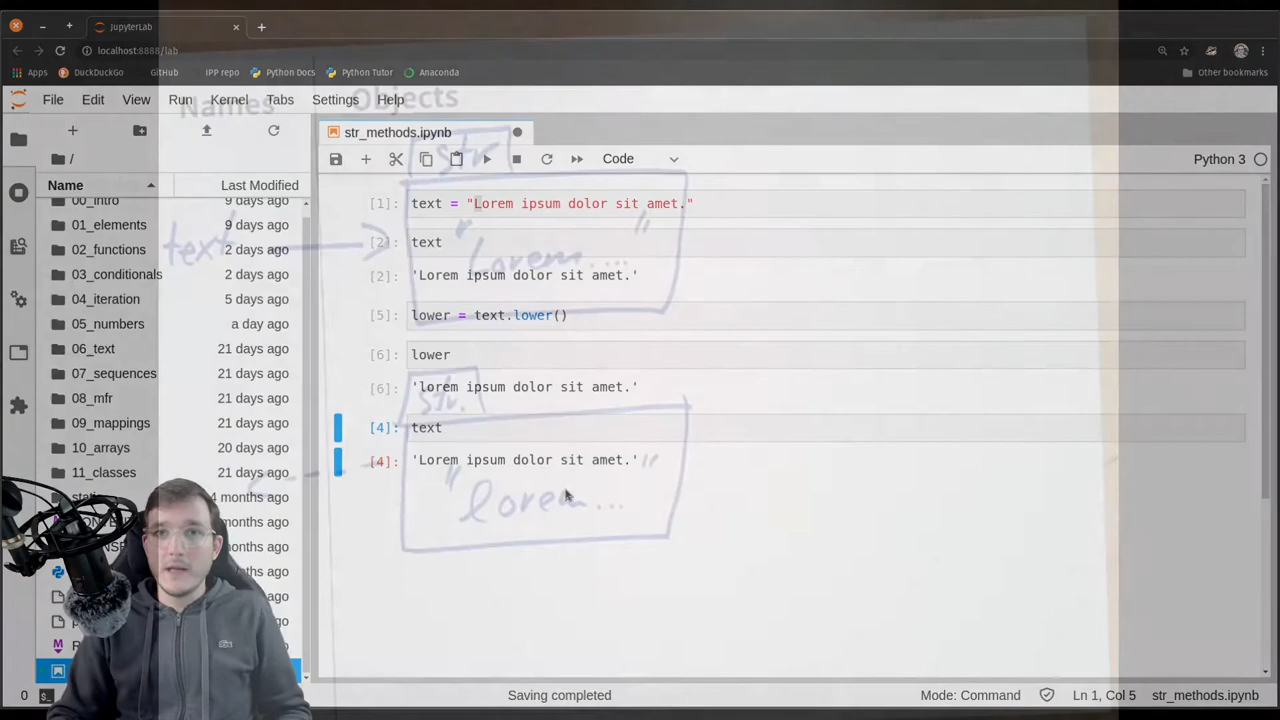 JupyterLab
localhost:8888/lab
Apps DuckDuckGo GitHub IPP repo Python Docs Python Tutor Anaconda Other bookmarks
File Edit View Run Kernel Tabs Settings Help
Names Objects
str_methods.ipynb
/ Code Python 3
Name Last Modified
00_intro 9 days ago
01_elements 9 days ago
02_functions 2 days ago
03_conditionals 2 days ago
04_iteration 5 days ago
05_numbers a day ago
06_text 21 days ago
07_sequences 21 days ago
08_mfr 21 days ago
09_mappings 21 days ago
10_arrays 20 days ago
11_classes 21 days ago
4 months ago
months ago
months ago
s ago
ago
ago
ago
str
[1]: text = "Lorem ipsum dolor sit amet."
text
[2]: text
"Lorem...."
[2]: 'Lorem ipsum dolor sit amet.'
[5]: lower = text.lower()
[6]: lower
[6]: 'lorem ipsum dolor sit amet.'
str.
[4]: text
[4]: 'Lorem ipsum dolor sit amet.'
"lorem..."
0 Saving completed Mode: Command Ln 1, Col 5 str_methods.ipynb